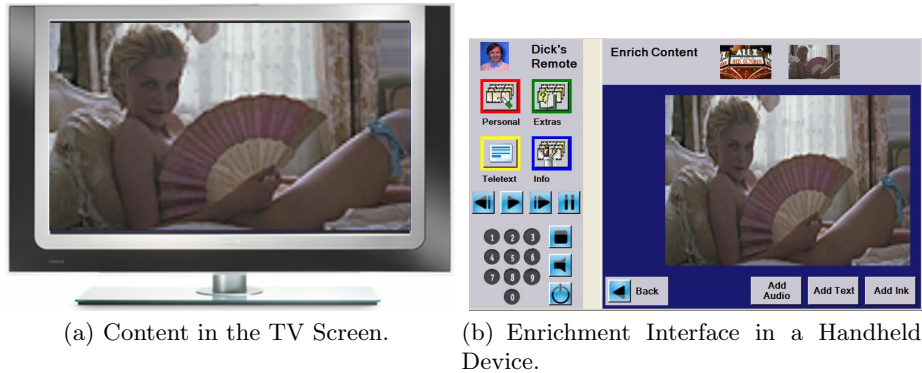 Dick's
Remote
Personal
Extras
Teletext
Info
1 2 3
4 5 6
7 8 9
0
Enrich Content
ALEX
Back
Add
Audio
Add Text
Add Ink
(a) Content in the TV Screen.
(b) Enrichment Interface in a Handheld
Device.